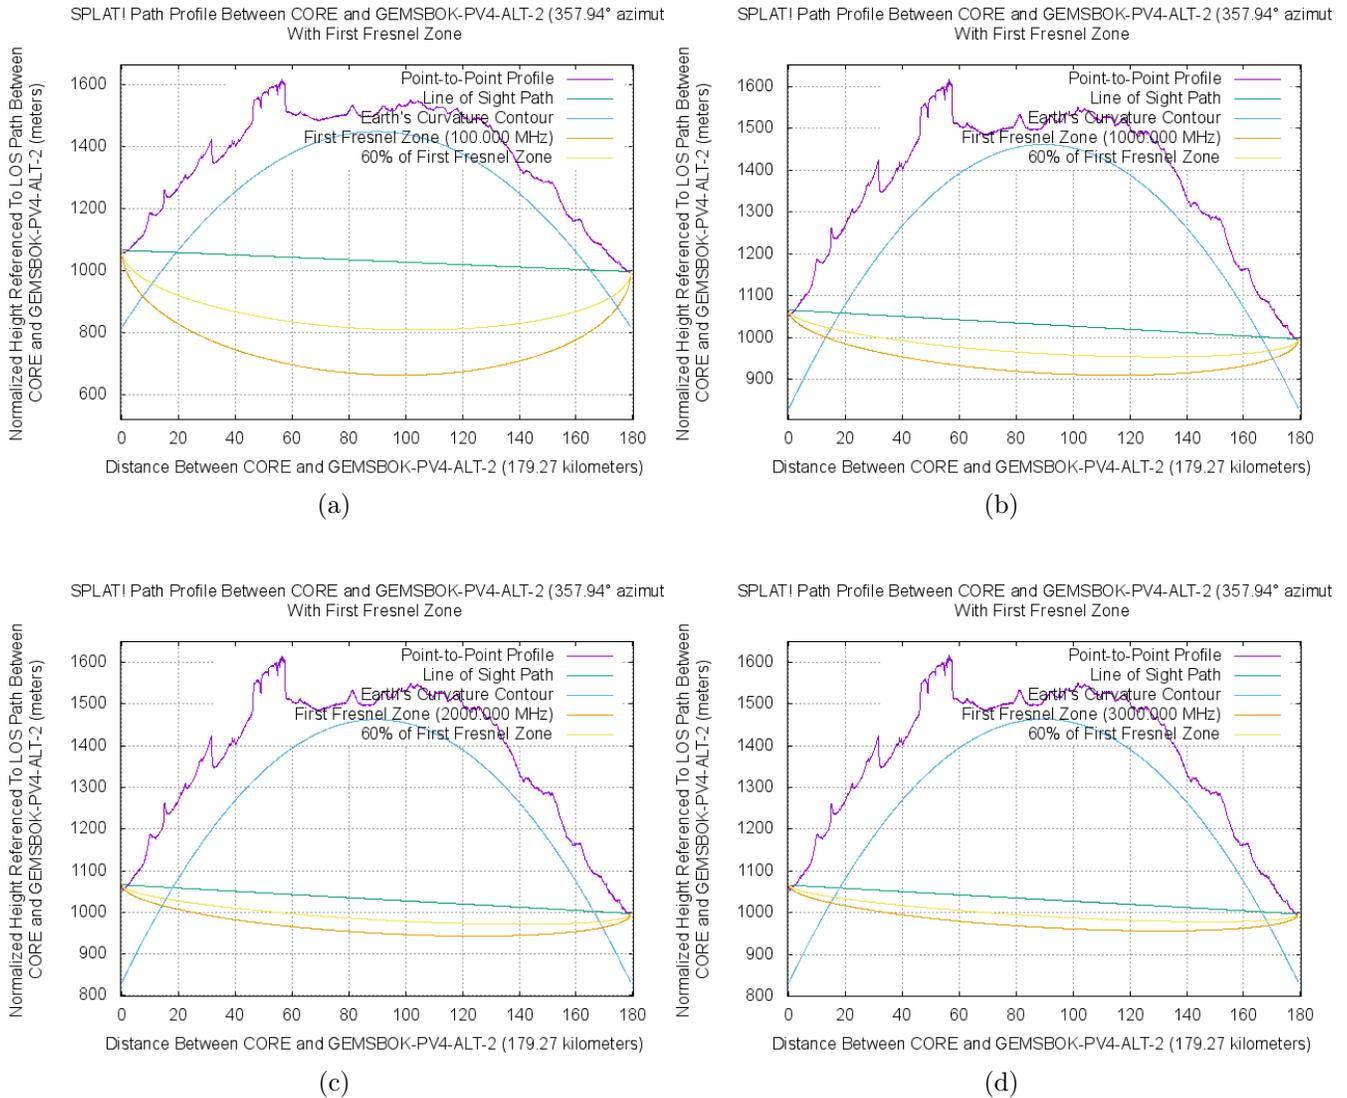 SPLAT! Path Profile Between CORE and GEMSBOK-PV4-ALT-2 (357.94° azimut
With First Fresnel Zone
Normalized Height Referenced To LOS Path Between
CORE and GEMSBOK-PV4-ALT-2 (meters)
1600
1400
1200
1000
800
600
Point-to-Point Profile
Line of Sight Path
Earth's Curvature Contour
First Fresnel Zone (100.000 MHz)
60% of First Fresnel Zone
0 20 40 60 80 100 120 140 160 180
Distance Between CORE and GEMSBOK-PV4-ALT-2 (179.27 kilometers)
(a)
SPLAT! Path Profile Between CORE and GEMSBOK-PV4-ALT-2 (357.94° azimut
With First Fresnel Zone
Normalized Height Referenced To LOS Path Between
CORE and GEMSBOK-PV4-ALT-2 (meters)
1600
1500
1400
1300
1200
1100
1000
900
Point-to-Point Profile
Line of Sight Path
Earth's Curvature Contour
First Fresnel Zone (1000.000 MHz)
60% of First Fresnel Zone
0 20 40 60 80 100 120 140 160 180
Distance Between CORE and GEMSBOK-PV4-ALT-2 (179.27 kilometers)
(b)
SPLAT! Path Profile Between CORE and GEMSBOK-PV4-ALT-2 (357.94° azimut
With First Fresnel Zone
Normalized Height Referenced To LOS Path Between
CORE and GEMSBOK-PV4-ALT-2 (meters)
1600
1500
1400
1300
1200
1100
1000
900
800
Point-to-Point Profile
Line of Sight Path
Earth's Curvature Contour
First Fresnel Zone (2000.000 MHz)
60% of First Fresnel Zone
0 20 40 60 80 100 120 140 160 180
Distance Between CORE and GEMSBOK-PV4-ALT-2 (179.27 kilometers)
(c)
SPLAT! Path Profile Between CORE and GEMSBOK-PV4-ALT-2 (357.94° azimut
With First Fresnel Zone
Normalized Height Referenced To LOS Path Between
CORE and GEMSBOK-PV4-ALT-2 (meters)
1600
1500
1400
1300
1200
1100
1000
900
800
Point-to-Point Profile
Line of Sight Path
Earth's Curvature Contour
First Fresnel Zone (3000.000 MHz)
60% of First Fresnel Zone
0 20 40 60 80 100 120 140 160 180
Distance Between CORE and GEMSBOK-PV4-ALT-2 (179.27 kilometers)
(d)